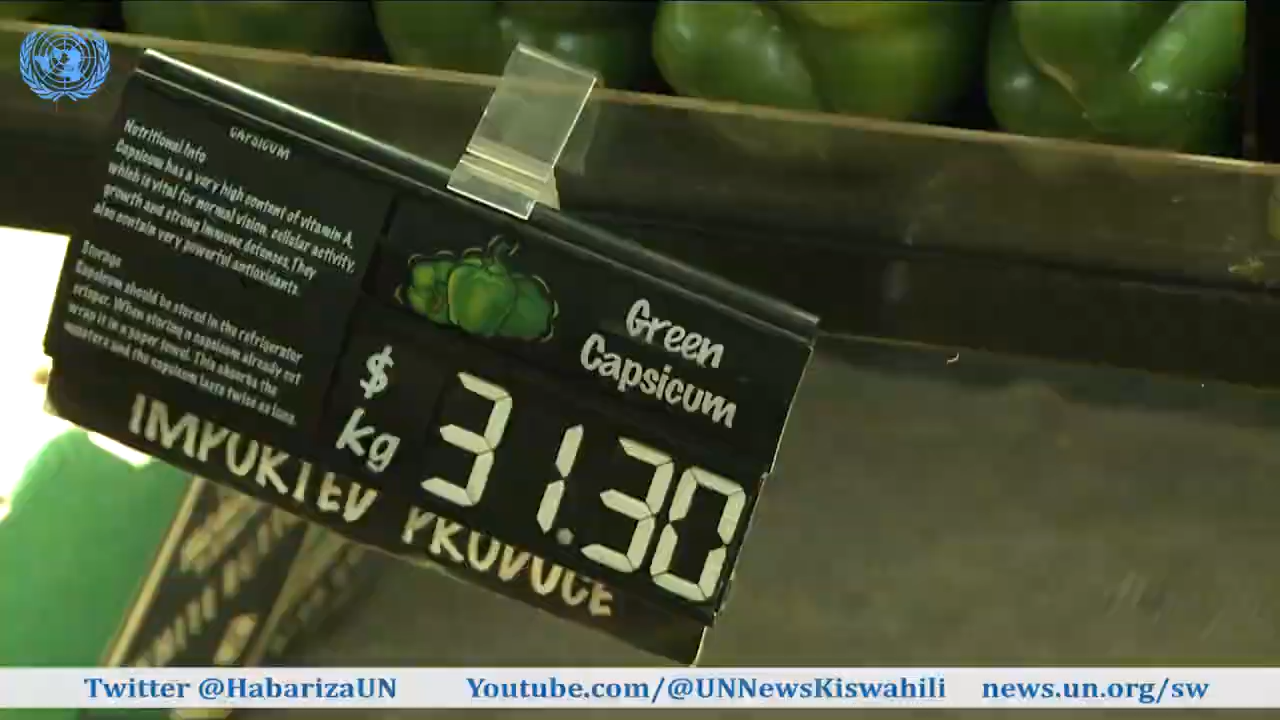 CAPSICUM
Nutritional Info
Capsicum has a very high content of vitamin A,
which is vital for normal vision, cellular activity,
growth and strong immune defenses. They
also contain very powerful antioxidants.
Storage
Capsicum should be stored in the refrigerator
crisper. When storing a capsicum already cut
wrap it in a paper towel. This absorbs the
moisture and the capsicum lasts twice as long.
Green
Capsicum
$
kg
31.30
IMPORTED PRODUCE
Twitter @HabarizaUN Youtube.com/@UNNewsKiswahili news.un.org/sw